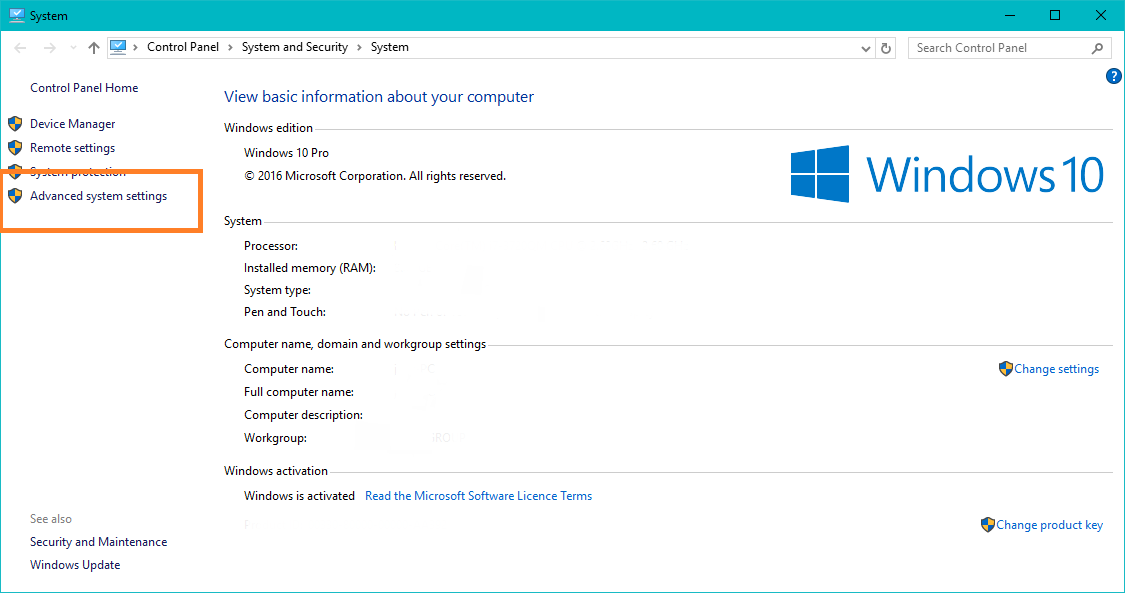 System
Control Panel > System and Security > System
Search Control Panel
?
Control Panel Home
Device Manager
Remote settings
System protection
Advanced system settings
View basic information about your computer
Windows edition
Windows 10 Pro
© 2016 Microsoft Corporation. All rights reserved.
Windows 10
System
Processor:
Installed memory (RAM):
System type:
Pen and Touch:
Computer name, domain and workgroup settings
Computer name:
Change settings
Full computer name:
Computer description:
Workgroup:
Windows activation
Windows is activated Read the Microsoft Software Licence Terms
Change product key
See also
Security and Maintenance
Windows Update